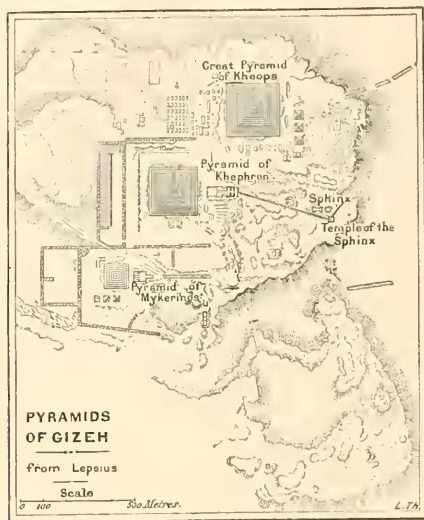 Great Pyramid
of Kheops
Pyramid of
Khephren
Sphinx
Temple of the
Sphinx
Pyramid of
Mykerinos
PYRAMIDS
OF GIZEH
from Lepsius
Scale
0 100 500 Metres.
L. Th.